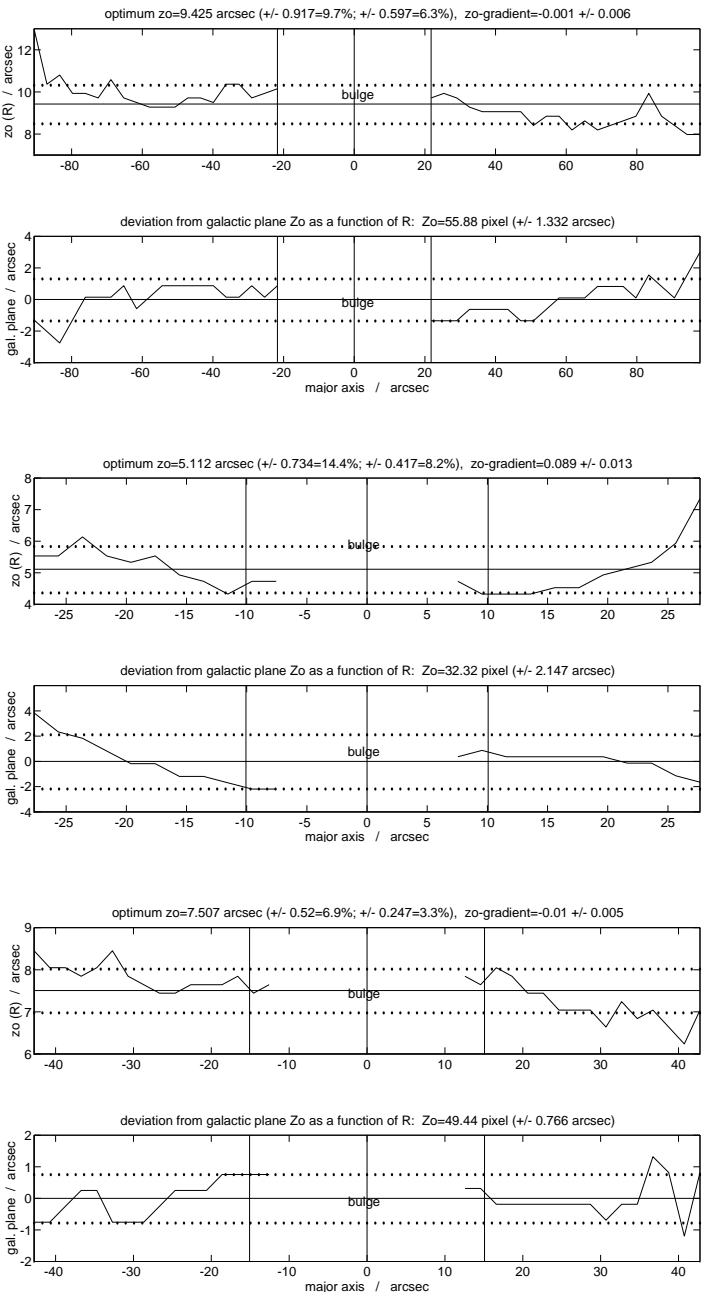 optimum zo=9.425 arcsec (+/- 0.917=9.7%; +/- 0.597=6.3%),  zo-gradient=-0.001 +/- 0.006
zo (R)  /  arcsec
12
10
8
bulge
-80 -60 -40 -20 0 20 40 60 80
deviation from galactic plane Zo as a function of R:  Zo=55.88 pixel (+/- 1.332 arcsec)
gal. plane  /  arcsec
4
2
0
-2
-4
bulge
-80 -60 -40 -20 0 20 40 60 80
major axis   /   arcsec
optimum zo=5.112 arcsec (+/- 0.734=14.4%; +/- 0.417=8.2%),  zo-gradient=0.089 +/- 0.013
zo (R)  /  arcsec
8
7
6
5
4
bulge
-25 -20 -15 -10 -5 0 5 10 15 20 25
deviation from galactic plane Zo as a function of R:  Zo=32.32 pixel (+/- 2.147 arcsec)
gal. plane  /  arcsec
4
2
0
-2
-4
bulge
-25 -20 -15 -10 -5 0 5 10 15 20 25
major axis   /   arcsec
optimum zo=7.507 arcsec (+/- 0.52=6.9%; +/- 0.247=3.3%),  zo-gradient=-0.01 +/- 0.005
zo (R)  /  arcsec
9
8
7
6
bulge
-40 -30 -20 -10 0 10 20 30 40
deviation from galactic plane Zo as a function of R:  Zo=49.44 pixel (+/- 0.766 arcsec)
gal. plane  /  arcsec
2
1
0
-1
-2
bulge
-40 -30 -20 -10 0 10 20 30 40
major axis   /   arcsec